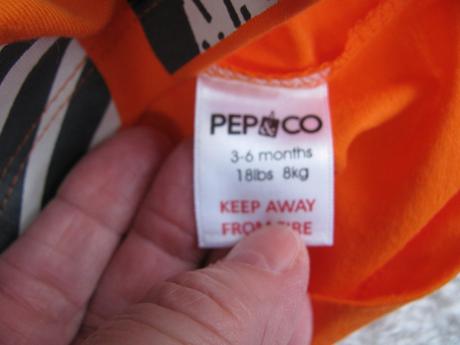 PEP&CO
3-6 months
18lbs 8kg
KEEP AWAY
FROM FIRE